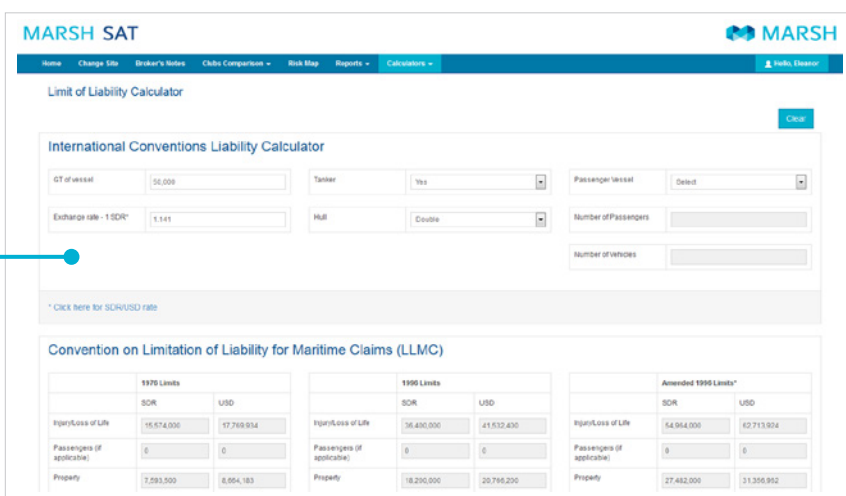 MARSH SAT
MARSH
Home Change Site Broker's Notes Clubs Comparison Risk Map Reports Calculators Hello, Eleanor
Limit of Liability Calculator
Clear
International Conventions Liability Calculator
GT of vessel 50,000 Tanker Yes Passenger Vessel Select
Exchange rate - 1 SDR* 1.141 Hull Double Number of Passengers
Number of Vehicles
* Click here for SDR/USD rate
Convention on Limitation of Liability for Maritime Claims (LLMC)
1976 Limits 1996 Limits Amended 1996 Limits*
SDR USD SDR USD SDR USD
Injury/Loss of Life 15,574,000 17,769,934 Injury/Loss of Life 36,400,000 41,532,400 Injury/Loss of Life 54,964,000 62,713,924
Passengers (if applicable) 0 0 Passengers (if applicable) 0 0 Passengers (if applicable) 0 0
Property 7,593,500 8,664,183 Property 18,200,000 20,766,200 Property 27,482,000 31,356,962